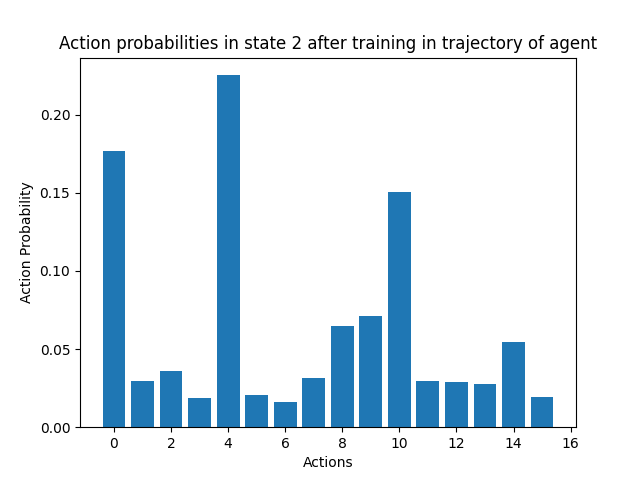 Action probabilities in state 2 after training in trajectory of agent
Action Probability
0.20
0.15
0.10
0.05
0.00
0 2 4 6 8 10 12 14 16
Actions